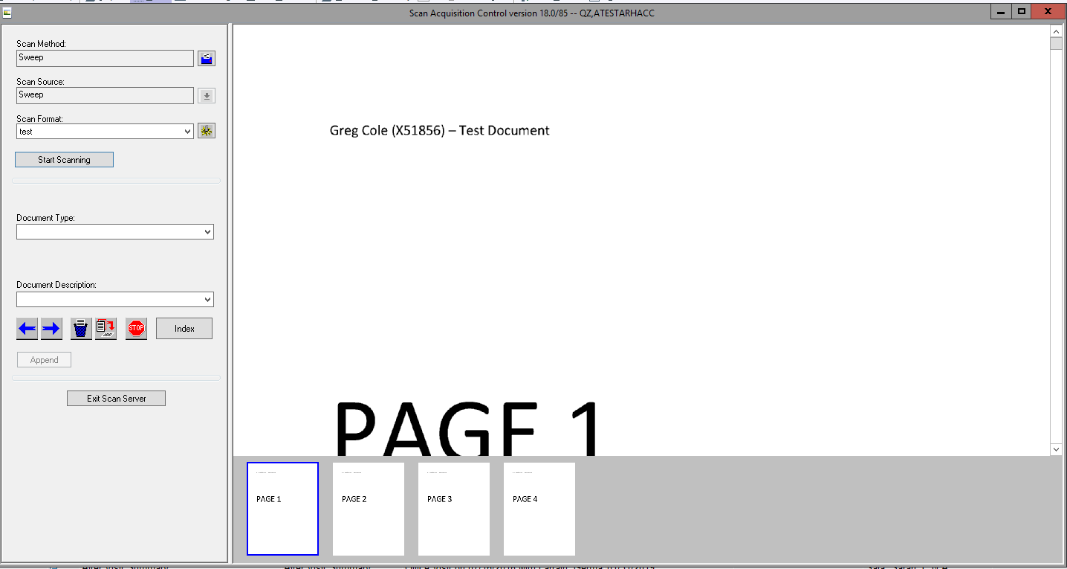 Scan Acquisition Control version 18.0/85 -- QZ,ATESTARHACC
Scan Method:
Sweep
Scan Source:
Sweep
Scan Format:
test
Start Scanning
Document Type:
Document Description:
STOP
Index
Append
Exit Scan Server
Greg Cole (X51856) – Test Document
PAGE 1
PAGE 1
PAGE 2
PAGE 3
PAGE 4